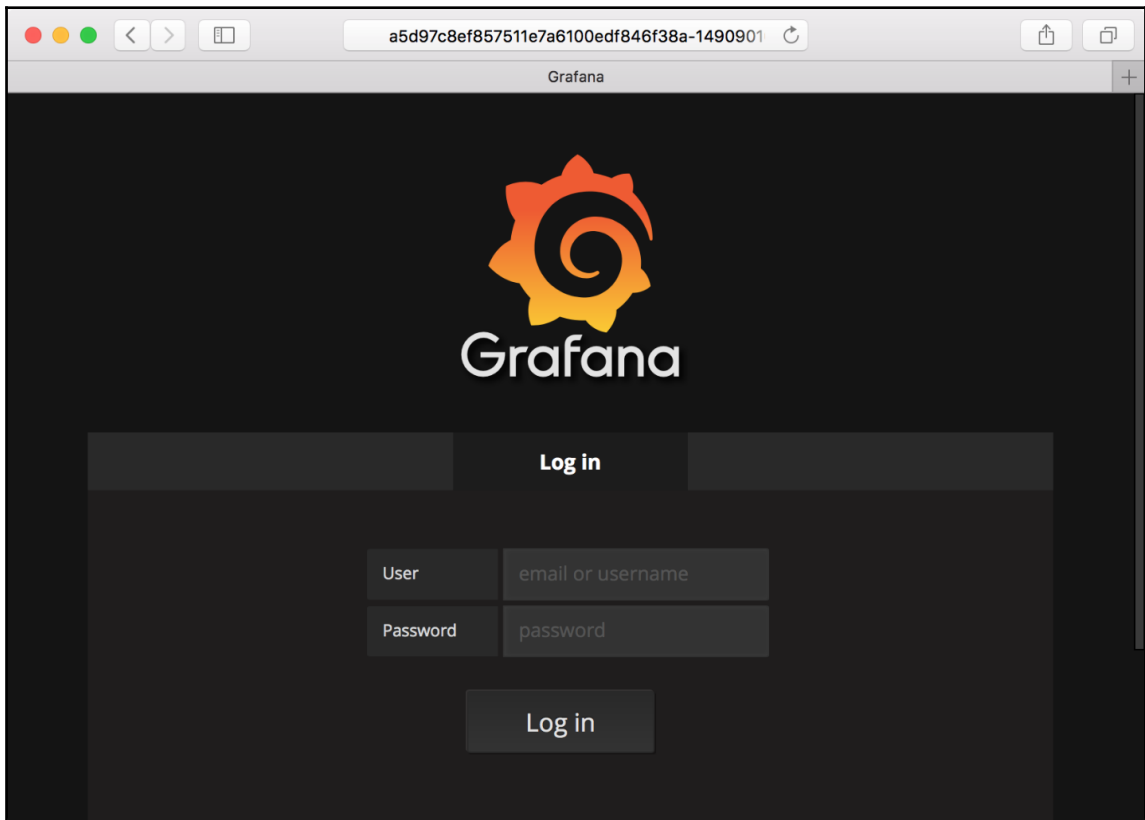 a5d97c8ef857511e7a6100edf846f38a-1490901
Grafana
Grafana
Log in
User email or username
Password password
Log in